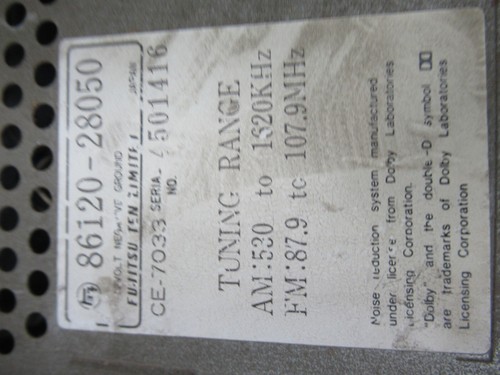 86120-28050
12VOLT NEGATIVE GROUND
FUJITSU TEN LIMITED JAPAN
CE-7033 SERIAL NO. 501416
TUNING RANGE
AM:530 to 1620KHz
FM:87.9 to 107.9MHz
Noise reduction system manufactured
under licence from Dolby Laboratories
Licensing Corporation.
"Dolby" and the double-D symbol
are trademarks of Dolby Laboratories
Licensing Corporation